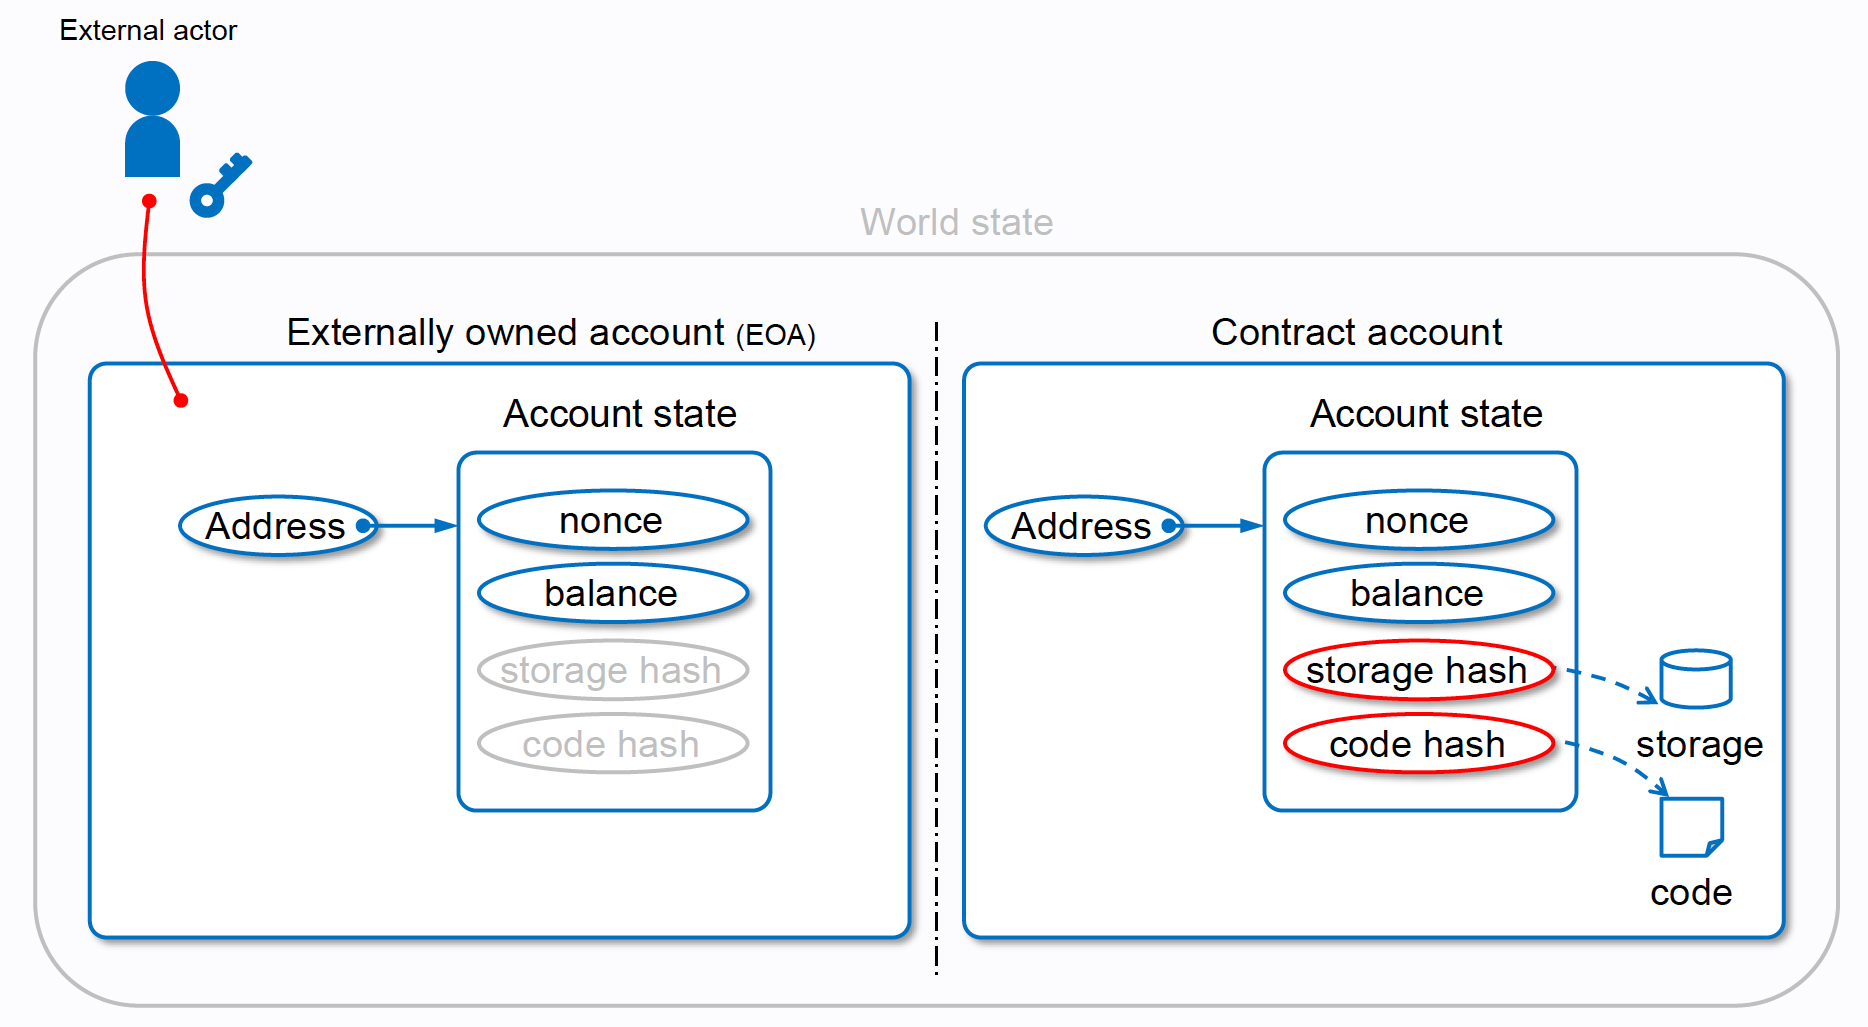 External actor
World state
Externally owned account (EOA)
Account state
Address
nonce
balance
storage hash
code hash
Contract account
Account state
Address
nonce
balance
storage hash
code hash
storage
code